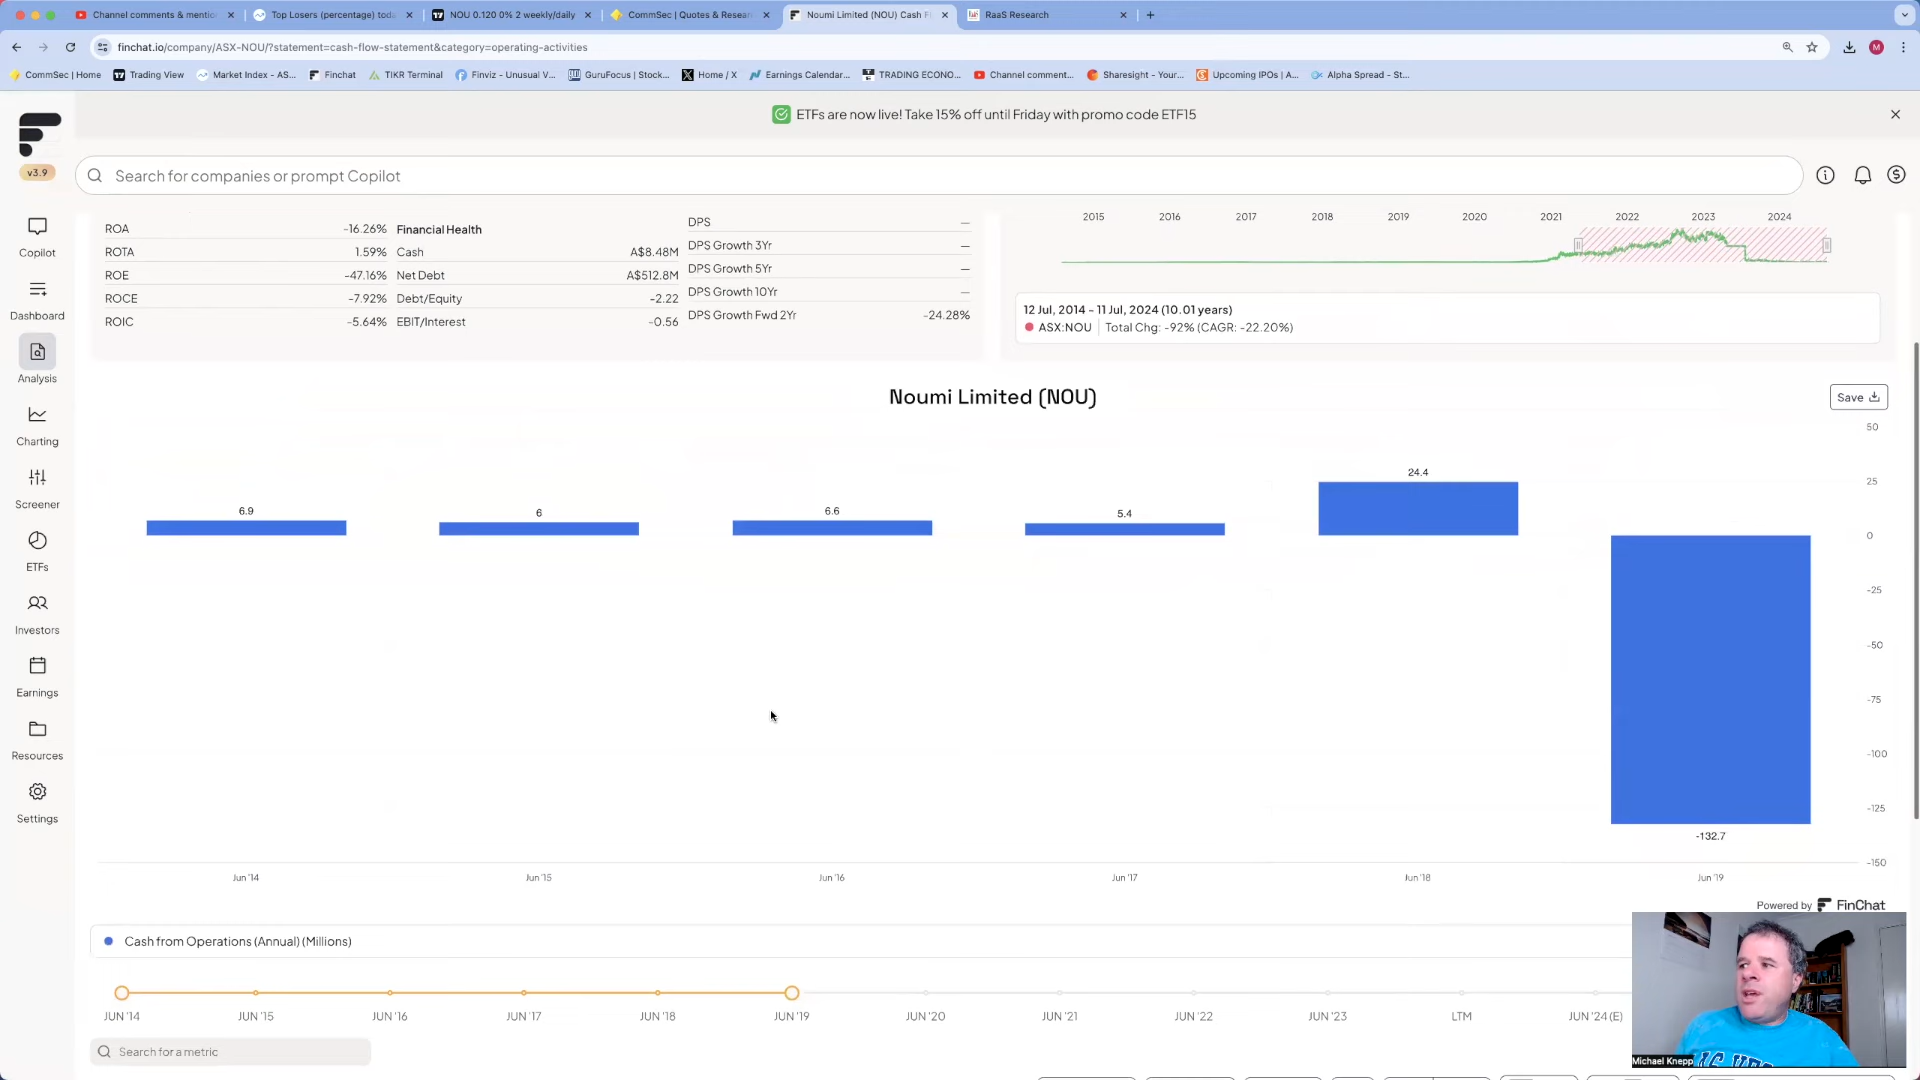 Channel comments & mentio
Top Losers (percentage) toda
NOU 0.120 0% 2 weekly/daily
CommSec | Quotes & Resear
Noumi Limited (NOU) Cash F
RaaS Research
finchat.io/company/ASX-NOU/?statement=cash-flow-statement&category=operating-activities
CommSec | Home
Trading View
Market Index - AS...
Finchat
TIKR Terminal
Finviz - Unusual V...
GuruFocus | Stock...
Home / X
Earnings Calendar...
TRADING ECONO...
Channel comment...
Sharesight - Your...
Upcoming IPOs | A...
Alpha Spread - St...
ETFs are now live! Take 15% off until Friday with promo code ETF15
v3.9
Search for companies or prompt Copilot
Copilot
Dashboard
Analysis
Charting
Screener
ETFs
Investors
Earnings
Resources
Settings
ROA -16.26%
ROTA 1.59%
ROE -47.16%
ROCE -7.92%
ROIC -5.64%
Financial Health
Cash A$8.48M
Net Debt A$512.8M
Debt/Equity -2.22
EBIT/Interest -0.56
DPS —
DPS Growth 3Yr —
DPS Growth 5Yr —
DPS Growth 10Yr —
DPS Growth Fwd 2Yr -24.28%
2015 2016 2017 2018 2019 2020 2021 2022 2023 2024
12 Jul, 2014 - 11 Jul, 2024 (10.01 years)
ASX:NOU | Total Chg: -92% (CAGR: -22.20%)
Noumi Limited (NOU)
Save
50
25
0
-25
-50
-75
-100
-125
-150
6.9
6
6.6
5.4
24.4
-132.7
Jun '14 Jun '15 Jun '16 Jun '17 Jun '18 Jun '19
Powered by FinChat
Cash from Operations (Annual) (Millions)
JUN '14 JUN '15 JUN '16 JUN '17 JUN '18 JUN '19 JUN '20 JUN '21 JUN '22 JUN '23 LTM JUN '24 (E)
Search for a metric
Michael Knepp